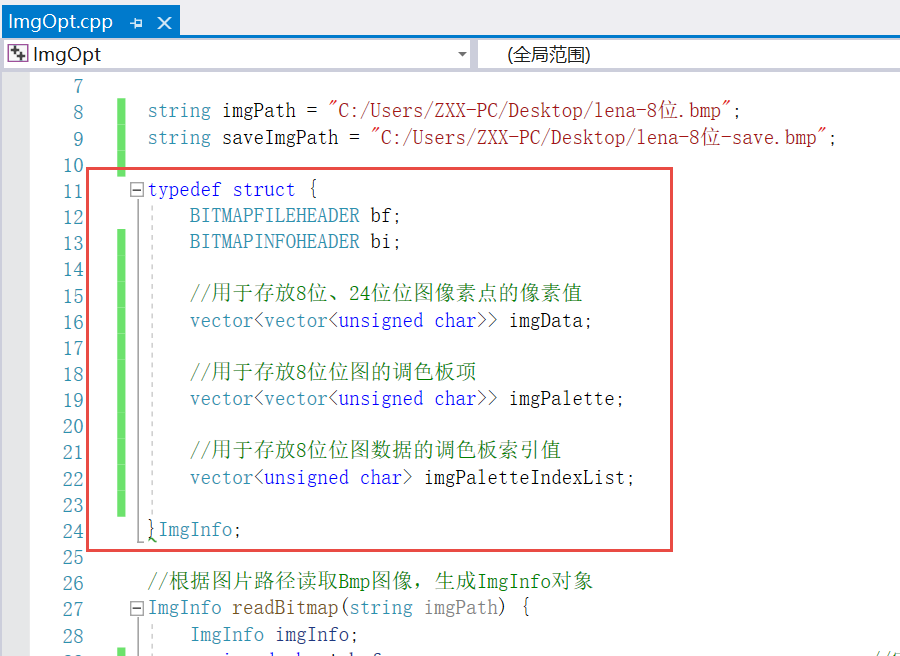 ImgOpt.cpp
ImgOpt (全局范围)
7
8 string imgPath = "C:/Users/ZXX-PC/Desktop/lena-8位.bmp";
9 string saveImgPath = "C:/Users/ZXX-PC/Desktop/lena-8位-save.bmp";
10
11 typedef struct {
12 BITMAPFILEHEADER bf;
13 BITMAPINFOHEADER bi;
14
15 //用于存放8位、24位位图像素点的像素值
16 vector<vector<unsigned char>> imgData;
17
18 //用于存放8位位图的调色板项
19 vector<vector<unsigned char>> imgPalette;
20
21 //用于存放8位位图数据的调色板索引值
22 vector<unsigned char> imgPaletteIndexList;
23
24 }ImgInfo;
25
26 //根据图片路径读取Bmp图像，生成ImgInfo对象
27 ImgInfo readBitmap(string imgPath) {
28 ImgInfo imgInfo;